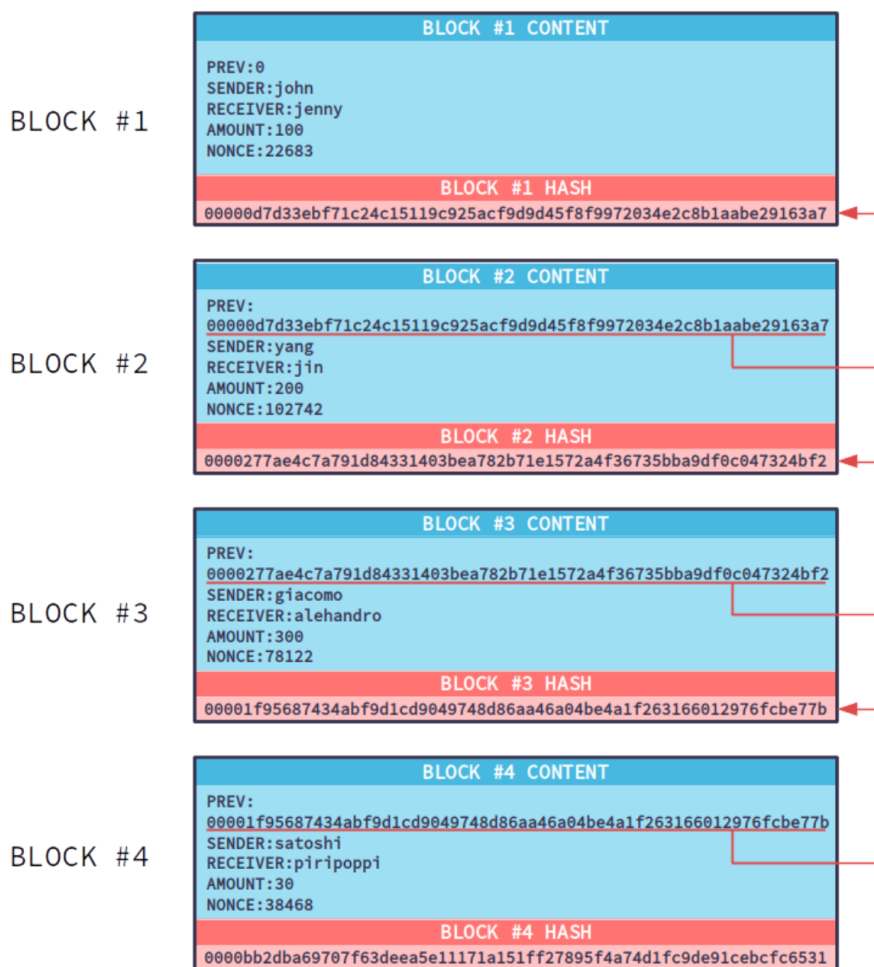 BLOCK #1
BLOCK #1 CONTENT
PREV:0
SENDER:john
RECEIVER:jenny
AMOUNT:100
NONCE:22683
BLOCK #1 HASH
00000d7d33ebf71c24c15119c925acf9d9d45f8f9972034e2c8b1aabe29163a7
BLOCK #2
BLOCK #2 CONTENT
PREV:
00000d7d33ebf71c24c15119c925acf9d9d45f8f9972034e2c8b1aabe29163a7
SENDER:yang
RECEIVER:jin
AMOUNT:200
NONCE:102742
BLOCK #2 HASH
0000277ae4c7a791d84331403bea782b71e1572a4f36735bba9df0c047324bf2
BLOCK #3
BLOCK #3 CONTENT
PREV:
0000277ae4c7a791d84331403bea782b71e1572a4f36735bba9df0c047324bf2
SENDER:giacomo
RECEIVER:alehandro
AMOUNT:300
NONCE:78122
BLOCK #3 HASH
00001f95687434abf9d1cd9049748d86aa46a04be4a1f263166012976fcbe77b
BLOCK #4
BLOCK #4 CONTENT
PREV:
00001f95687434abf9d1cd9049748d86aa46a04be4a1f263166012976fcbe77b
SENDER:satoshi
RECEIVER:piripoppi
AMOUNT:30
NONCE:38468
BLOCK #4 HASH
0000bb2dba69707f63deea5e11171a151ff27895f4a74d1fc9de91cebcfc6531